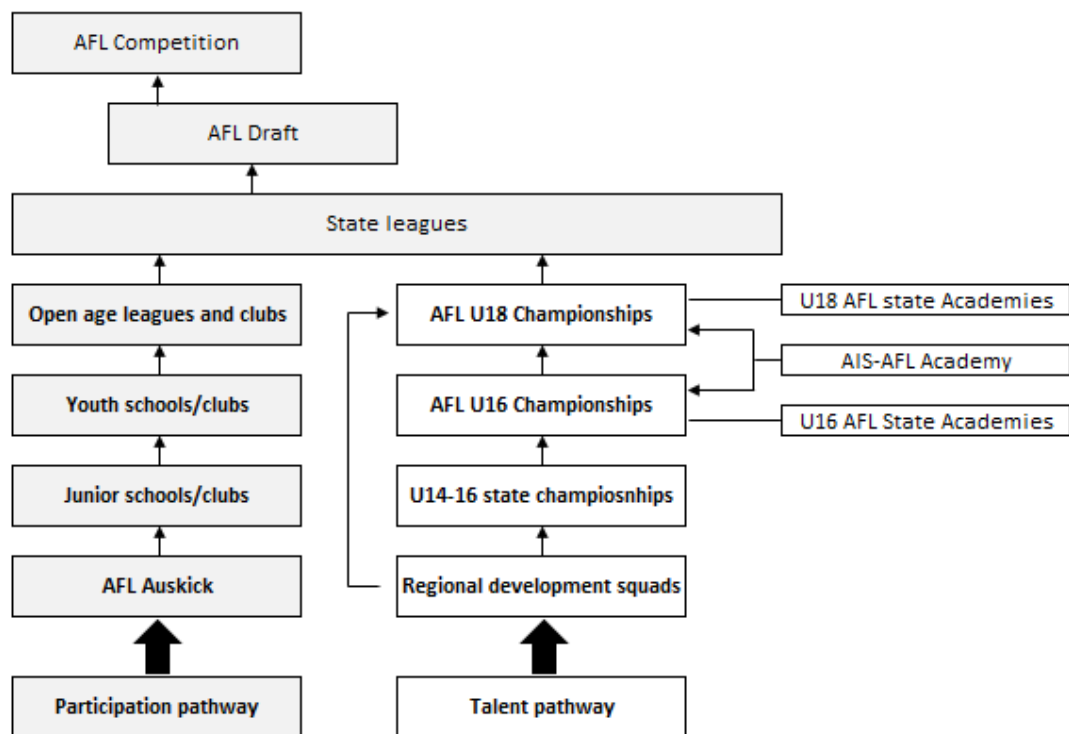 AFL Competition
AFL Draft
State leagues
Open age leagues and clubs
AFL U18 Championships
U18 AFL state Academies
AIS-AFL Academy
Youth schools/clubs
AFL U16 Championships
U16 AFL State Academies
Junior schools/clubs
U14-16 state champiosnhips
AFL Auskick
Regional development squads
Participation pathway
Talent pathway